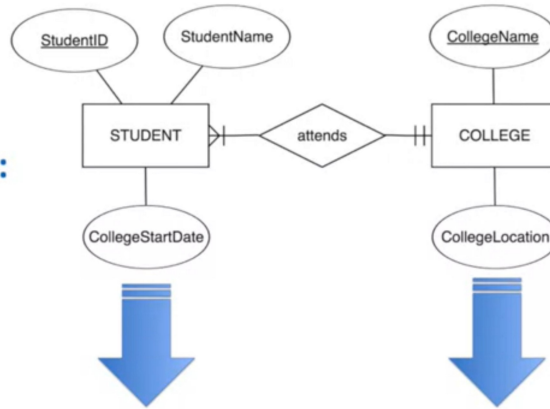 StudentID
StudentName
CollegeName
STUDENT
attends
COLLEGE
:
CollegeStartDate
CollegeLocation